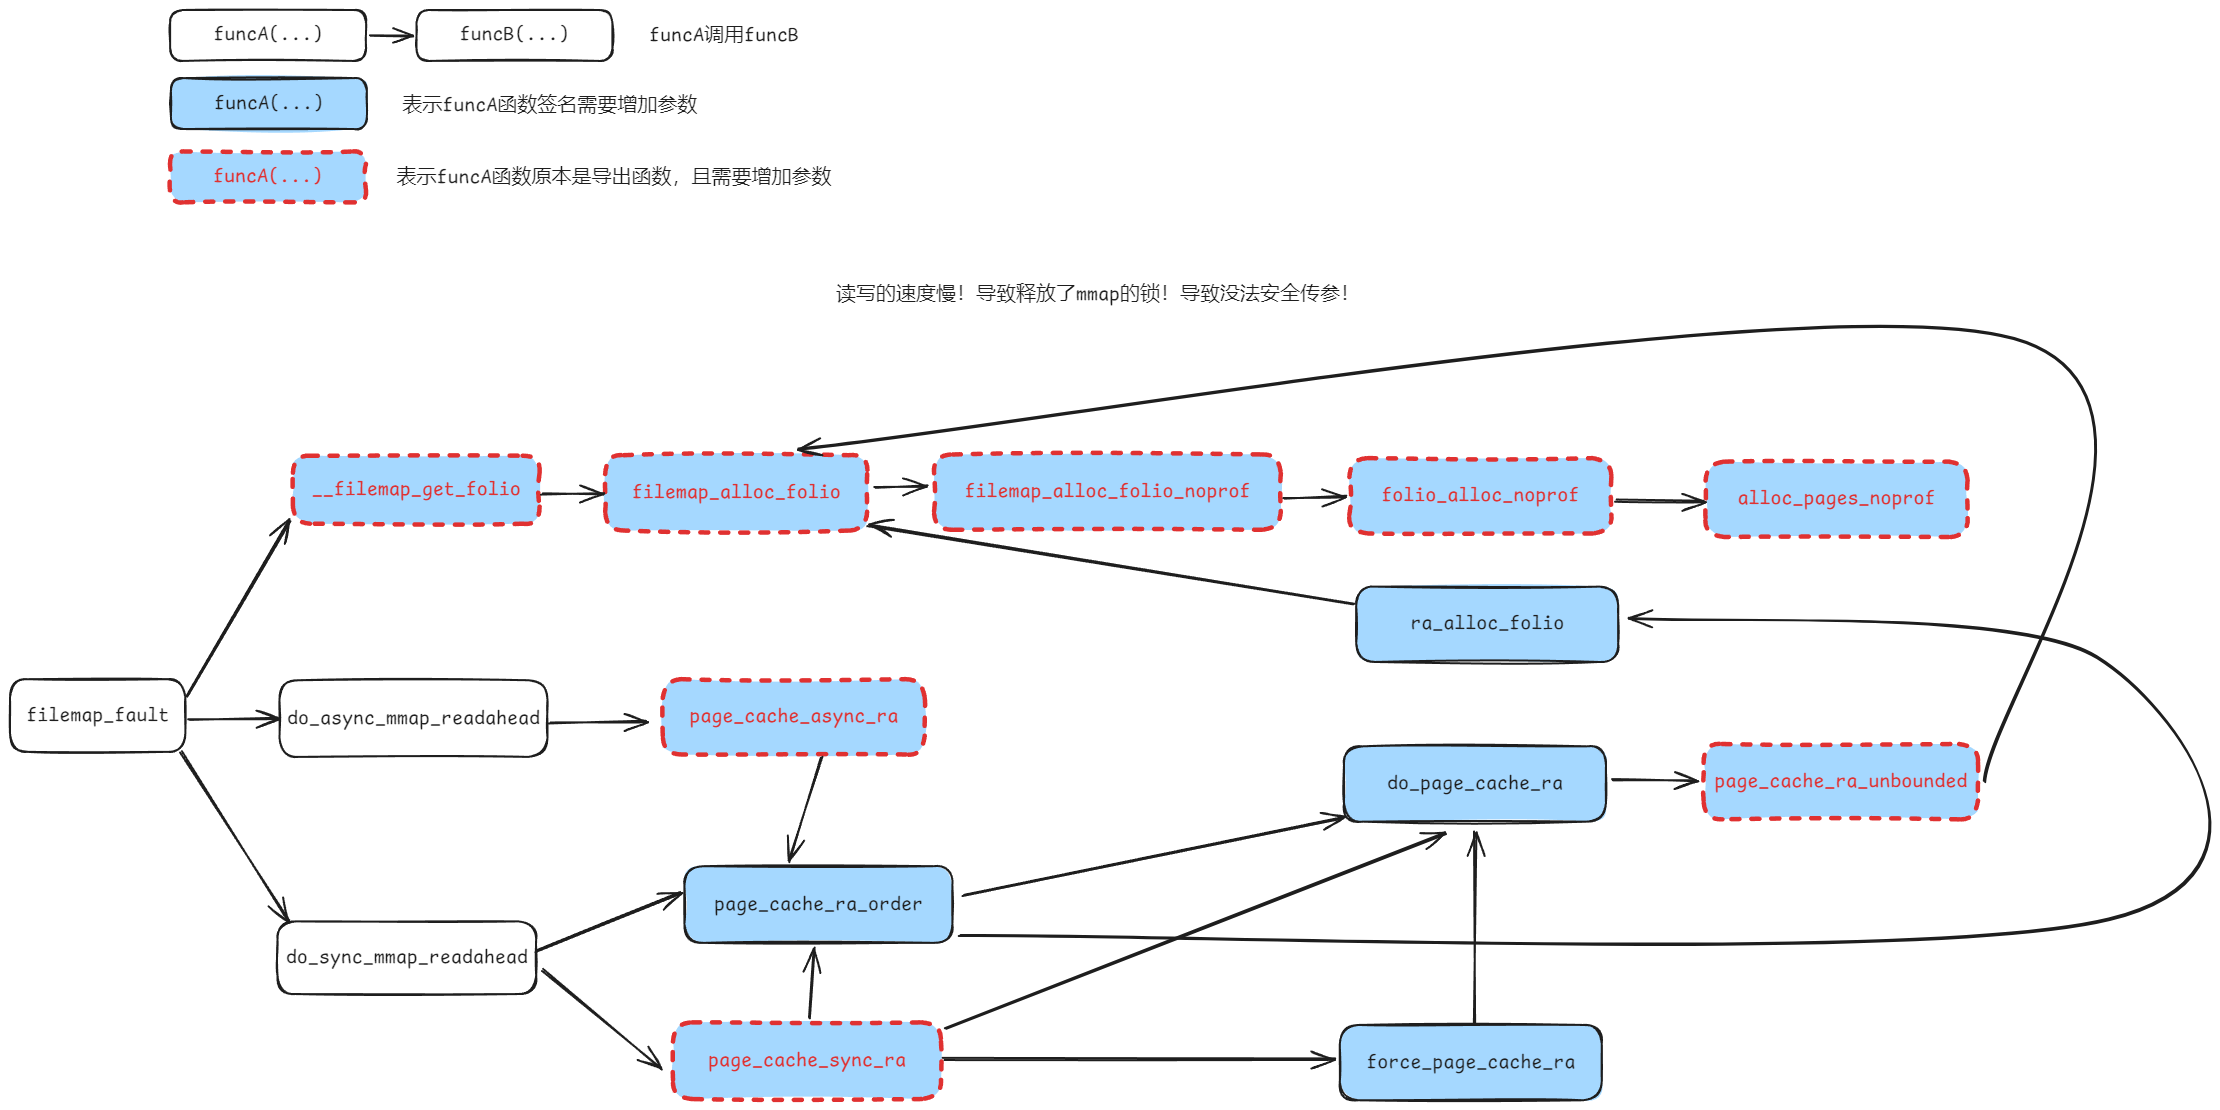 funcA(...)
funcB(...)
funcA调用funcB
funcA(...)
表示funcA函数签名需要增加参数
funcA(...)
表示funcA函数原本是导出函数，且需要增加参数
读写的速度慢！导致释放了mmap的锁！导致没法安全传参！
__filemap_get_folio
filemap_alloc_folio
filemap_alloc_folio_noprof
folio_alloc_noprof
alloc_pages_noprof
ra_alloc_folio
filemap_fault
do_async_mmap_readahead
page_cache_async_ra
do_page_cache_ra
page_cache_ra_unbounded
page_cache_ra_order
do_sync_mmap_readahead
page_cache_sync_ra
force_page_cache_ra